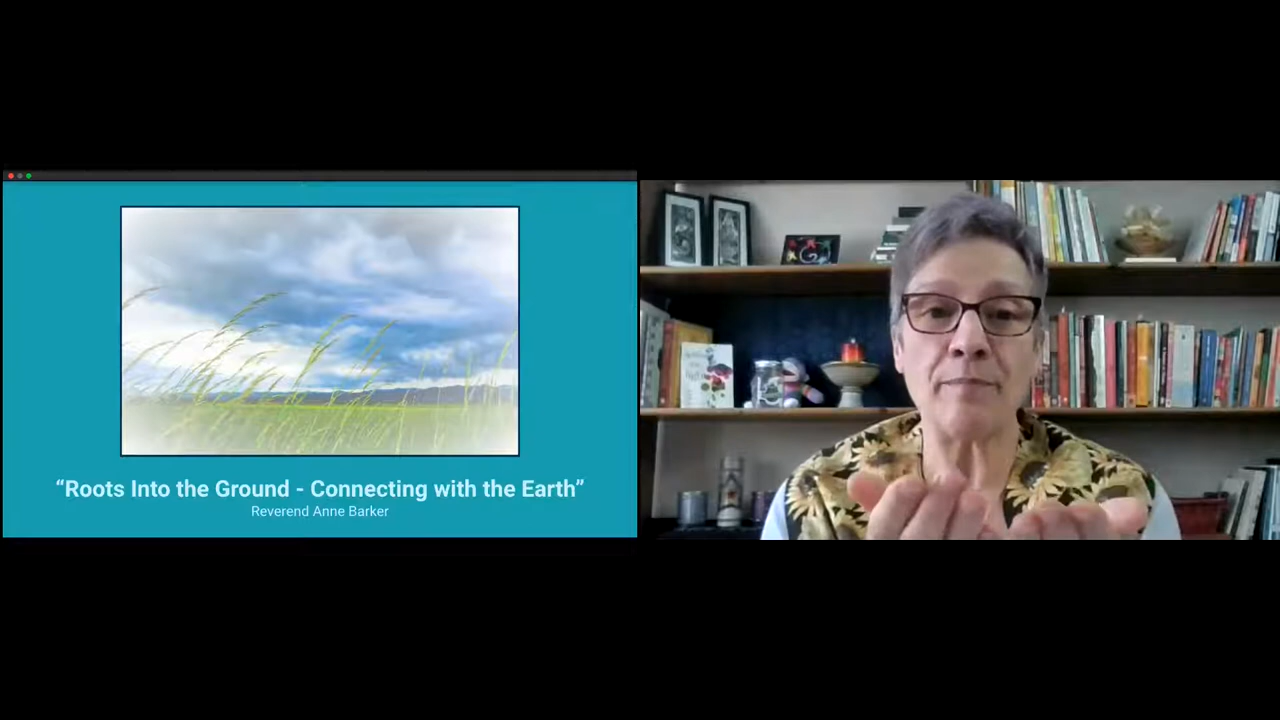 “Roots Into the Ground - Connecting with the Earth”
Reverend Anne Barker